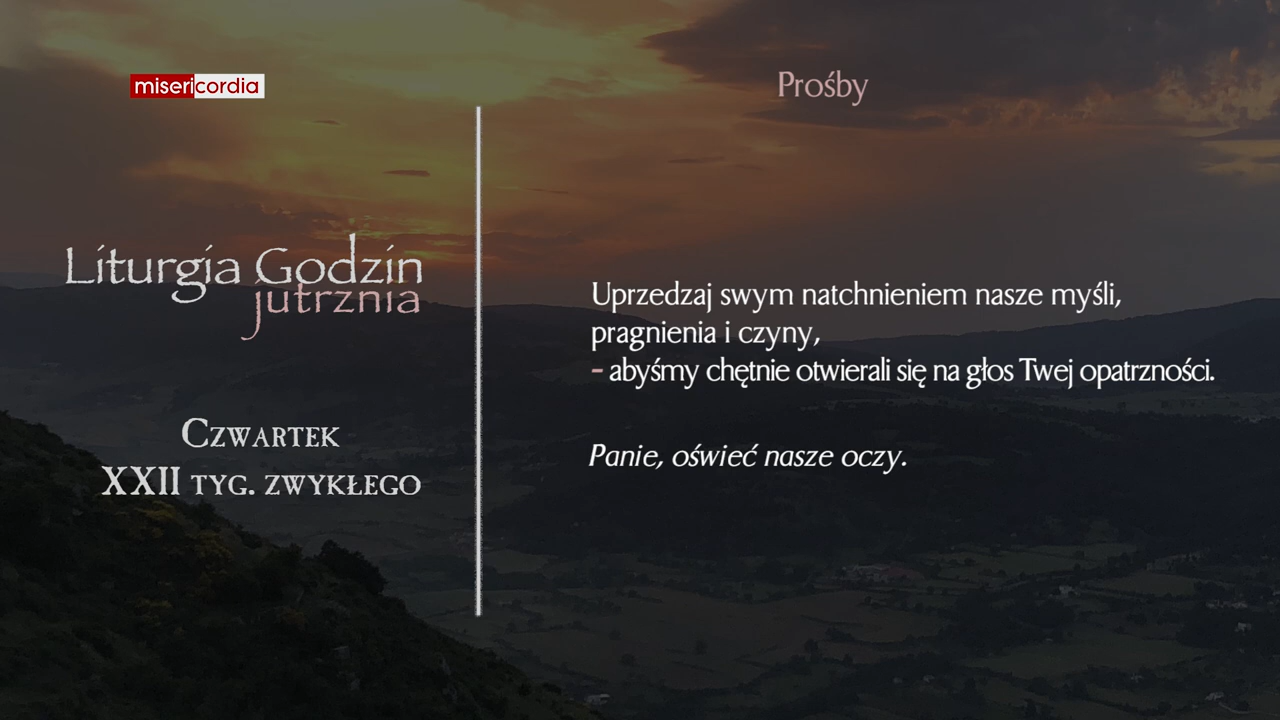 misericordia
Liturgia Godzin
jutrznia
Czwartek
XXII tyg. zwykłego
Prośby
Uprzedzaj swym natchnieniem nasze myśli,
pragnienia i czyny,
- abyśmy chętnie otwierali się na głos Twej opatrzności.
Panie, oświeć nasze oczy.